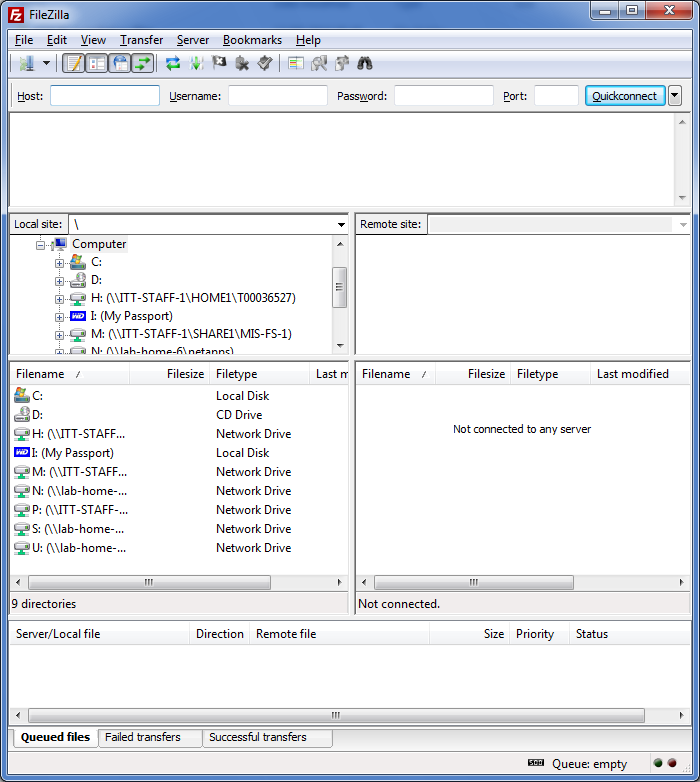 FileZilla
File Edit View Transfer Server Bookmarks Help
Host: Username: Password: Port: Quickconnect
Local site: \
Remote site:
Computer
C:
D:
H: (\\ITT-STAFF-1\HOME1\T00036527)
WD I: (My Passport)
M: (\\ITT-STAFF-1\SHARE1\MIS-FS-1)
N: (\\lab-home-6\netapps)
Filename / Filesize Filetype Last m
C: Local Disk
D: CD Drive
H: (\\ITT-STAFF... Network Drive
WD I: (My Passport) Local Disk
M: (\\ITT-STAFF... Network Drive
N: (\\lab-home-... Network Drive
P: (\\ITT-STAFF-... Network Drive
S: (\\lab-home-... Network Drive
U: (\\lab-home-... Network Drive
9 directories
Filename / Filesize Filetype Last modified
Not connected to any server
Not connected.
Server/Local file Direction Remote file Size Priority Status
Queued files Failed transfers Successful transfers
Queue: empty